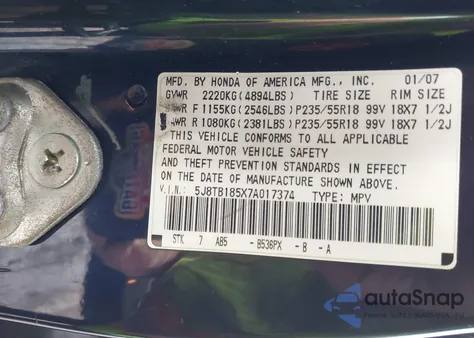 MFD. BY HONDA OF AMERICA MFG., INC. 01/07
GVWR 2220KG(4894LBS) TIRE SIZE RIM SIZE
GAWR F 1155KG(2546LBS) P235/55R18 99V 18X7 1/2J
GAWR R 1080KG(2381LBS) P235/55R18 99V 18X7 1/2J
THIS VEHICLE CONFORMS TO ALL APPLICABLE
FEDERAL MOTOR VEHICLE SAFETY
AND THEFT PREVENTION STANDARDS IN EFFECT
ON THE DATE OF MANUFACTURE SHOWN ABOVE.
V.I.N.: 5J8TB185X7A017374 TYPE: MPV
STK 7 AB5 - B536PX - B - A
autoSnap